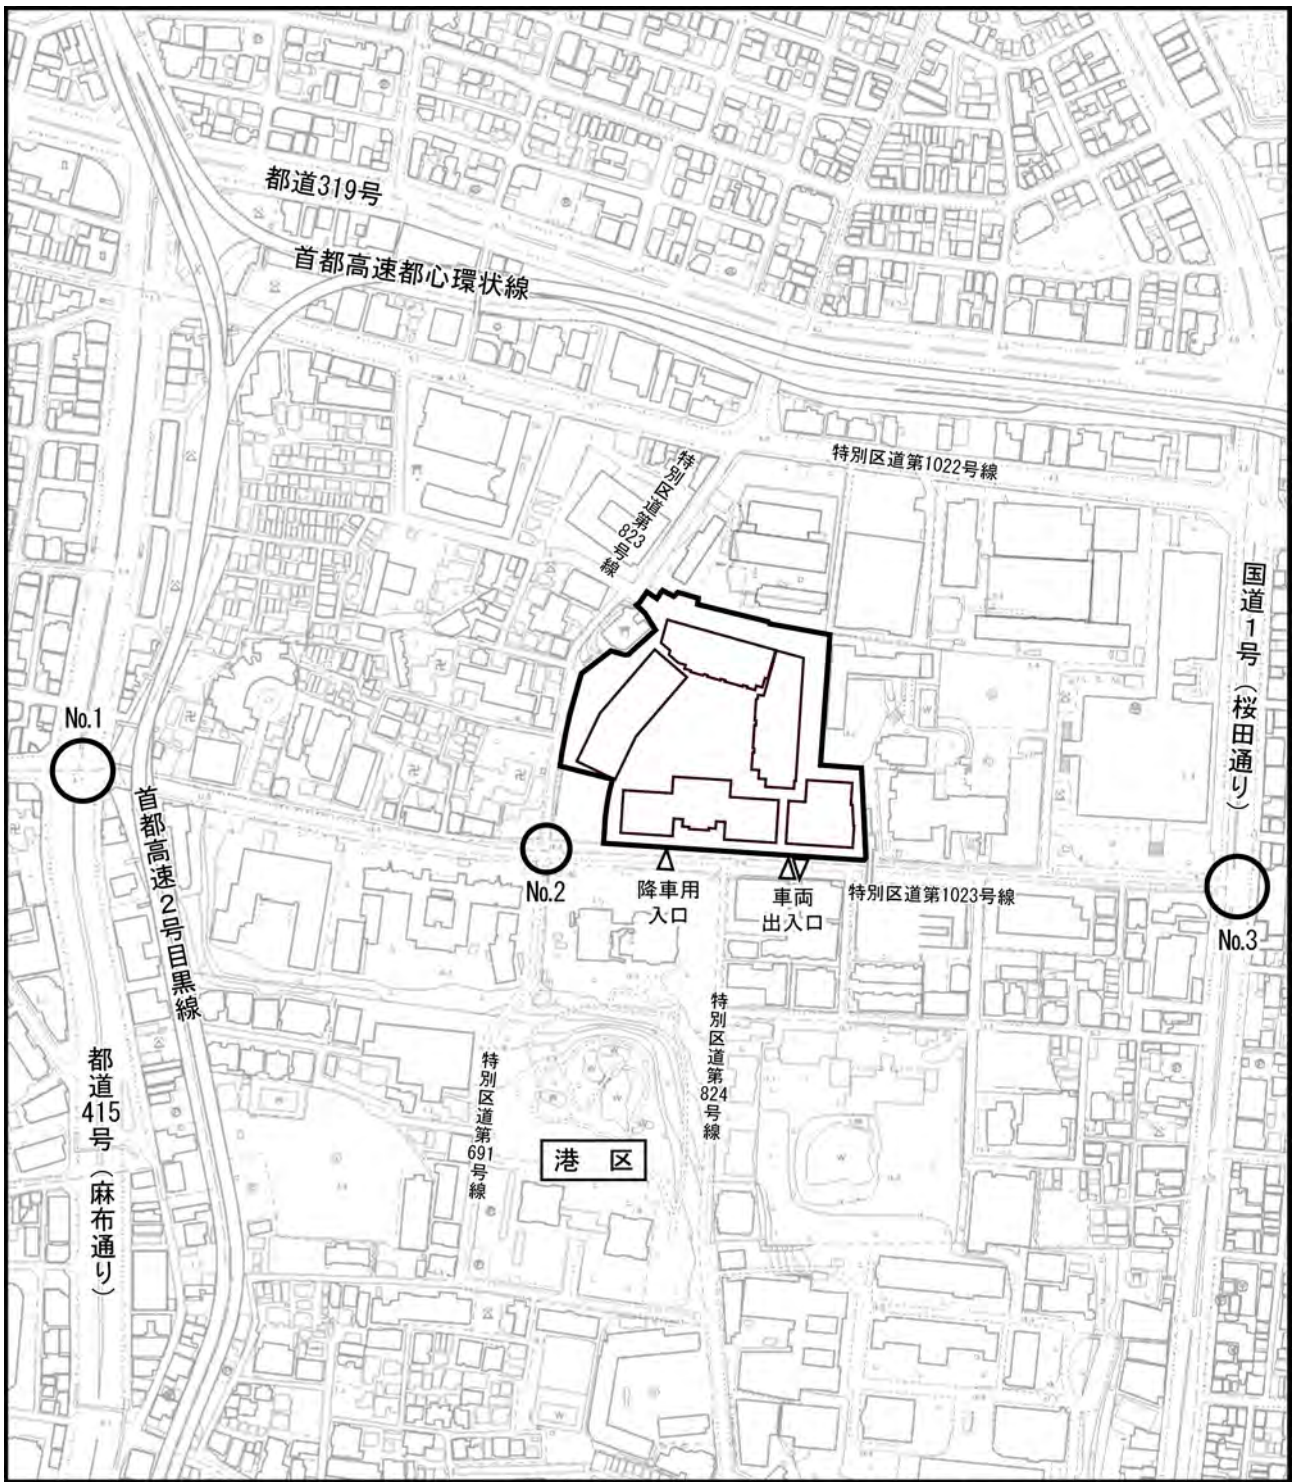 都道319号
首都高速都心環状線
特別区道第1022号線
特別区道第823号線
国道1号（桜田通り）
No.1
首都高速2号目黒線
No.2
降車用
入口
車両
出入口
特別区道第1023号線
No.3
特別区道第824号線
都道415号（麻布通り）
特別区道第691号線
港 区